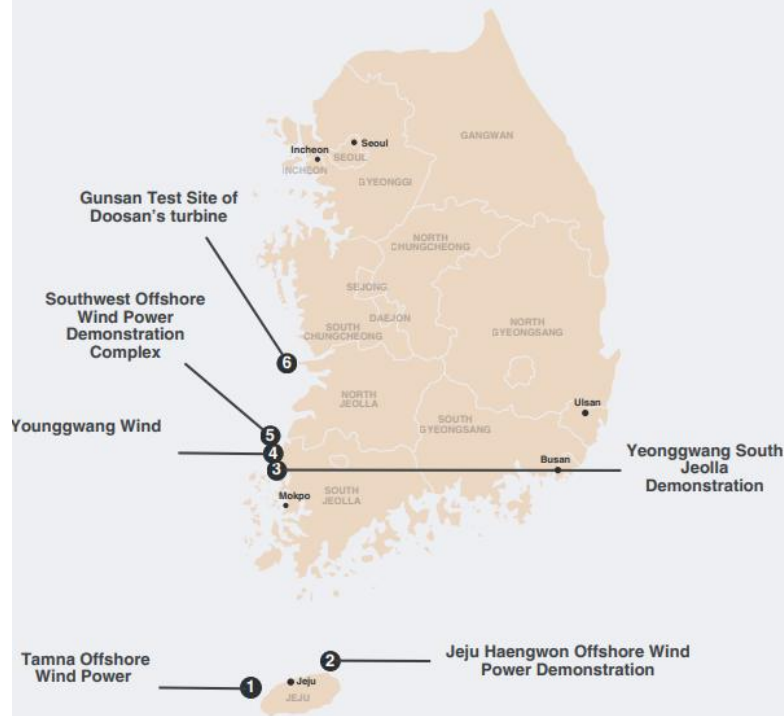 GANGWAN
Seoul
Incheon
SEOUL
INCHEON
GYEONGGI
Gunsan Test Site of
Doosan's turbine
NORTH
CHUNGCHEONG
SEJONG
Southwest Offshore
Wind Power
Demonstration
Complex
DAEJON
SOUTH
CHUNGCHEONG
NORTH
GYEONGSANG
6
NORTH
JEOLLA
Ulsan
SOUTH
GYEONGSANG
Younggwang Wind
5
4
3
Busan
Yeonggwang South
Jeolla
Demonstration
SOUTH
JEOLLA
Mokpo
Tamna Offshore
Wind Power
1
2
Jeju Haengwon Offshore Wind
Power Demonstration
Jeju
JEJU